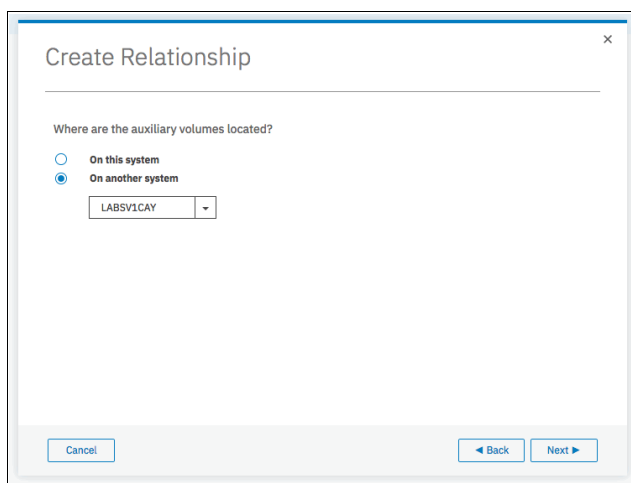 Create Relationship
Where are the auxiliary volumes located?
On this system
On another system
LABSV1CAY
Cancel
Back
Next